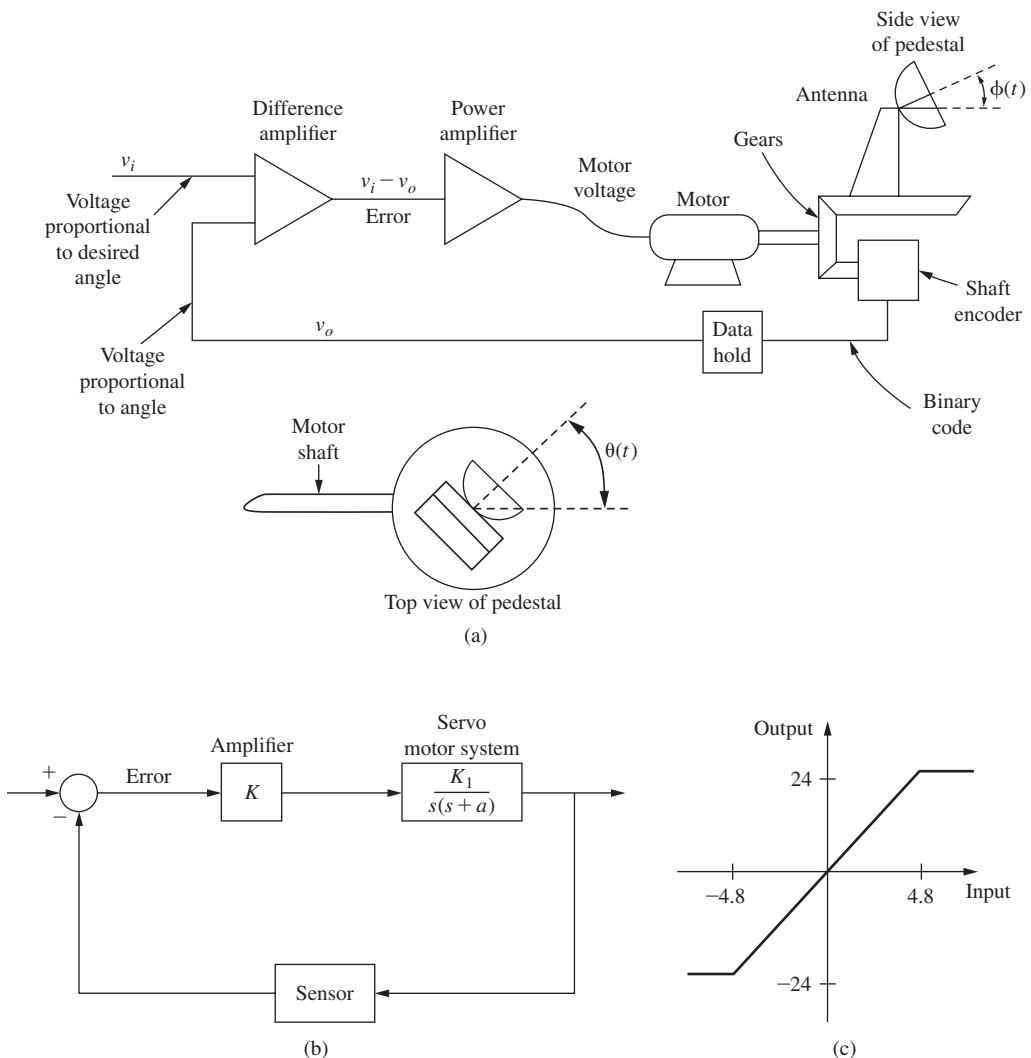 Side view
of pedestal
Antenna
ϕ(t)
Difference
amplifier
Power
amplifier
Gears
v_i
v_i − v_o
Error
Motor
voltage
Motor
Voltage
proportional
to desired
angle
Shaft
encoder
v_o
Data
hold
Voltage
proportional
to angle
Binary
code
Motor
shaft
θ(t)
Top view of pedestal
(a)
Servo
motor system
Amplifier
+
Error
K
K_1
s(s + a)
−
Sensor
(b)
Output
24
−4.8
4.8
Input
−24
(c)